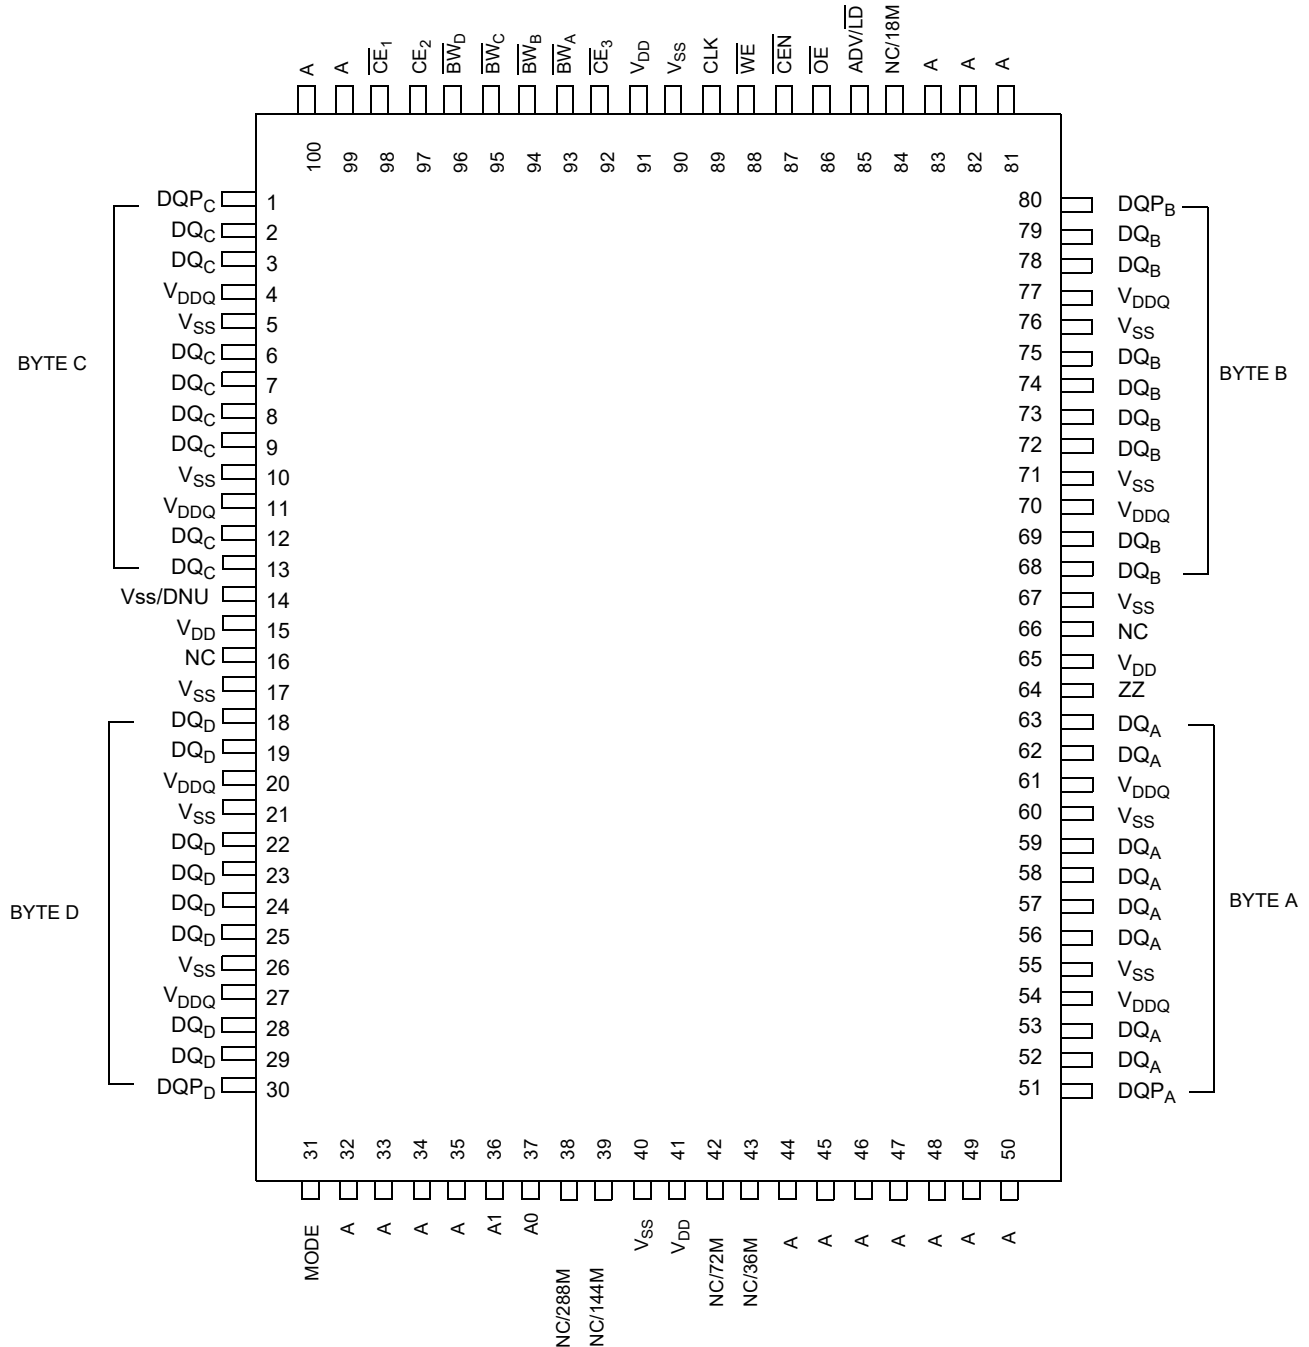 A A CE1 CE2 BWD BWC BWB BWA CE3 VDD VSS CLK WE CEN OE ADV/LD NC/18M A A A
100 99 98 97 96 95 94 93 92 91 90 89 88 87 86 85 84 83 82 81
DQPC 1 80 DQPB
DQC 2 79 DQB
DQC 3 78 DQB
VDDQ 4 77 VDDQ
VSS 5 76 VSS
DQC 6 75 DQB
BYTE C BYTE B
DQC 7 74 DQB
DQC 8 73 DQB
DQC 9 72 DQB
VSS 10 71 VSS
VDDQ 11 70 VDDQ
DQC 12 69 DQB
DQC 13 68 DQB
Vss/DNU 14 67 VSS
VDD 15 66 NC
NC 16 65 VDD
VSS 17 64 ZZ
DQD 18 63 DQA
DQD 19 62 DQA
VDDQ 20 61 VDDQ
VSS 21 60 VSS
DQD 22 59 DQA
DQD 23 58 DQA
DQD 24 57 DQA
BYTE D BYTE A
DQD 25 56 DQA
VSS 26 55 VSS
VDDQ 27 54 VDDQ
DQD 28 53 DQA
DQD 29 52 DQA
DQPD 30 51 DQPA
31 32 33 34 35 36 37 38 39 40 41 42 43 44 45 46 47 48 49 50
MODE A A A A A1 A0 NC/288M NC/144M VSS VDD NC/72M NC/36M A A A A A A A